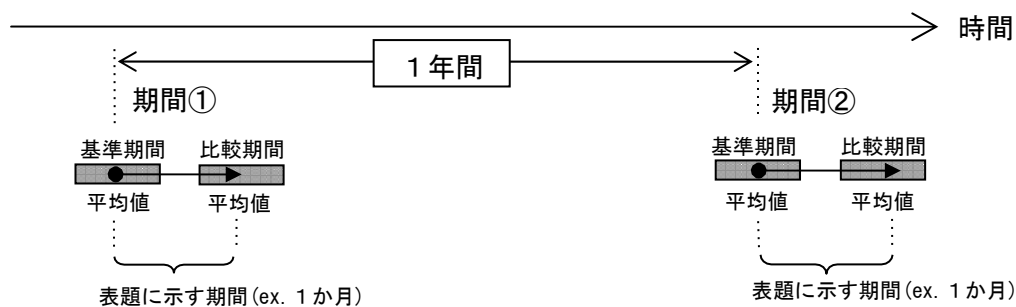 時間
１年間
期間①
期間②
基準期間 比較期間
基準期間 比較期間
平均値 平均値
平均値 平均値
表題に示す期間(ex. １か月)
表題に示す期間(ex. １か月)